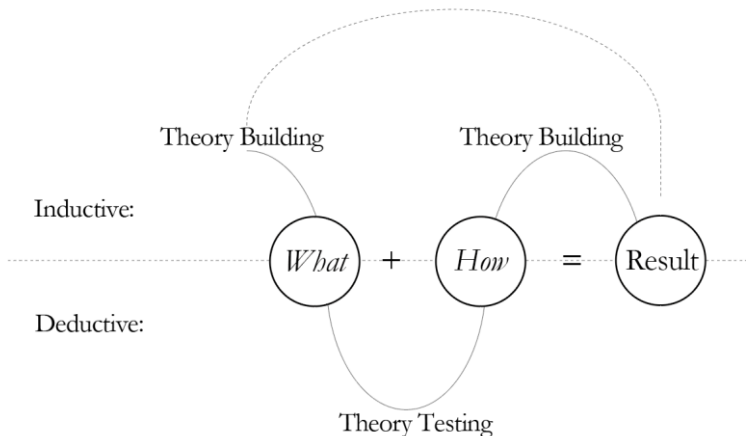 Theory Building Theory Building
Inductive:
What + How = Result
Deductive:
Theory Testing